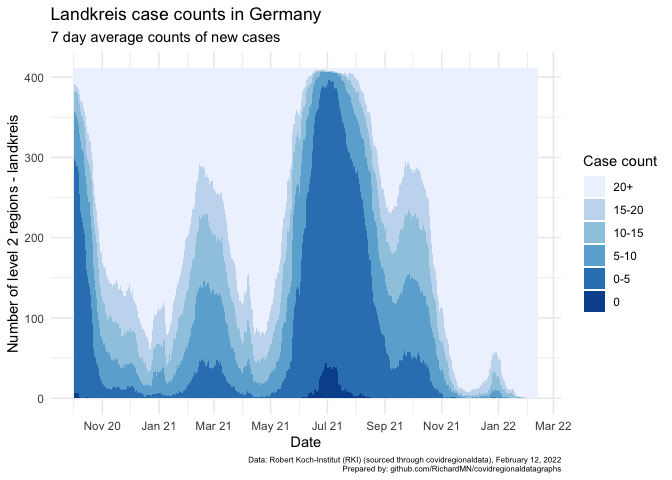 Landkreis case counts in Germany
7 day average counts of new cases
Number of level 2 regions - landkreis
400
300
200
100
0
Nov 20 Jan 21 Mar 21 May 21 Jul 21 Sep 21 Nov 21 Jan 22 Mar 22
Date
Case count
20+
15-20
10-15
5-10
0-5
0
Data: Robert Koch-Institut (RKI) (sourced through covidregionaldata), February 12, 2022
Prepared by: github.com/RichardMN/covidregionaldatagraphs